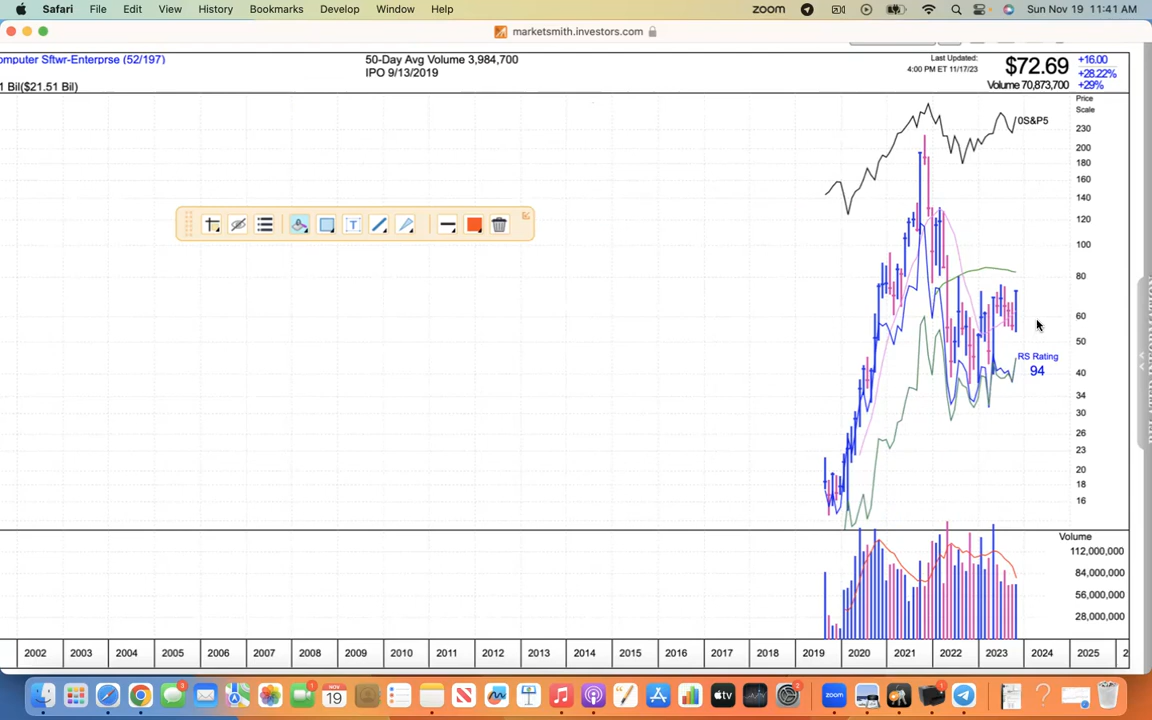 Safari File Edit View History Bookmarks Develop Window Help zoom Sun Nov 19 11:41 AM
marketsmith.investors.com
omputer Sftwr-Enterprse (52/197)
1 Bil($21.51 Bil)
50-Day Avg Volume 3,984,700
IPO 9/13/2019
Last Updated:
4:00 PM ET 11/17/23
$72.69
Volume 70,873,700
+16.00
+28.22%
+29%
Price
Scale
0S&P5
230
200
180
160
140
120
100
80
60
50
40
34
30
26
23
20
18
16
RS Rating
94
T
Volume
112,000,000
84,000,000
56,000,000
28,000,000
2002 2003 2004 2005 2006 2007 2008 2009 2010 2011 2012 2013 2014 2015 2016 2017 2018 2019 2020 2021 2022 2023 2024 2025 2
NOV
19
tv
zoom